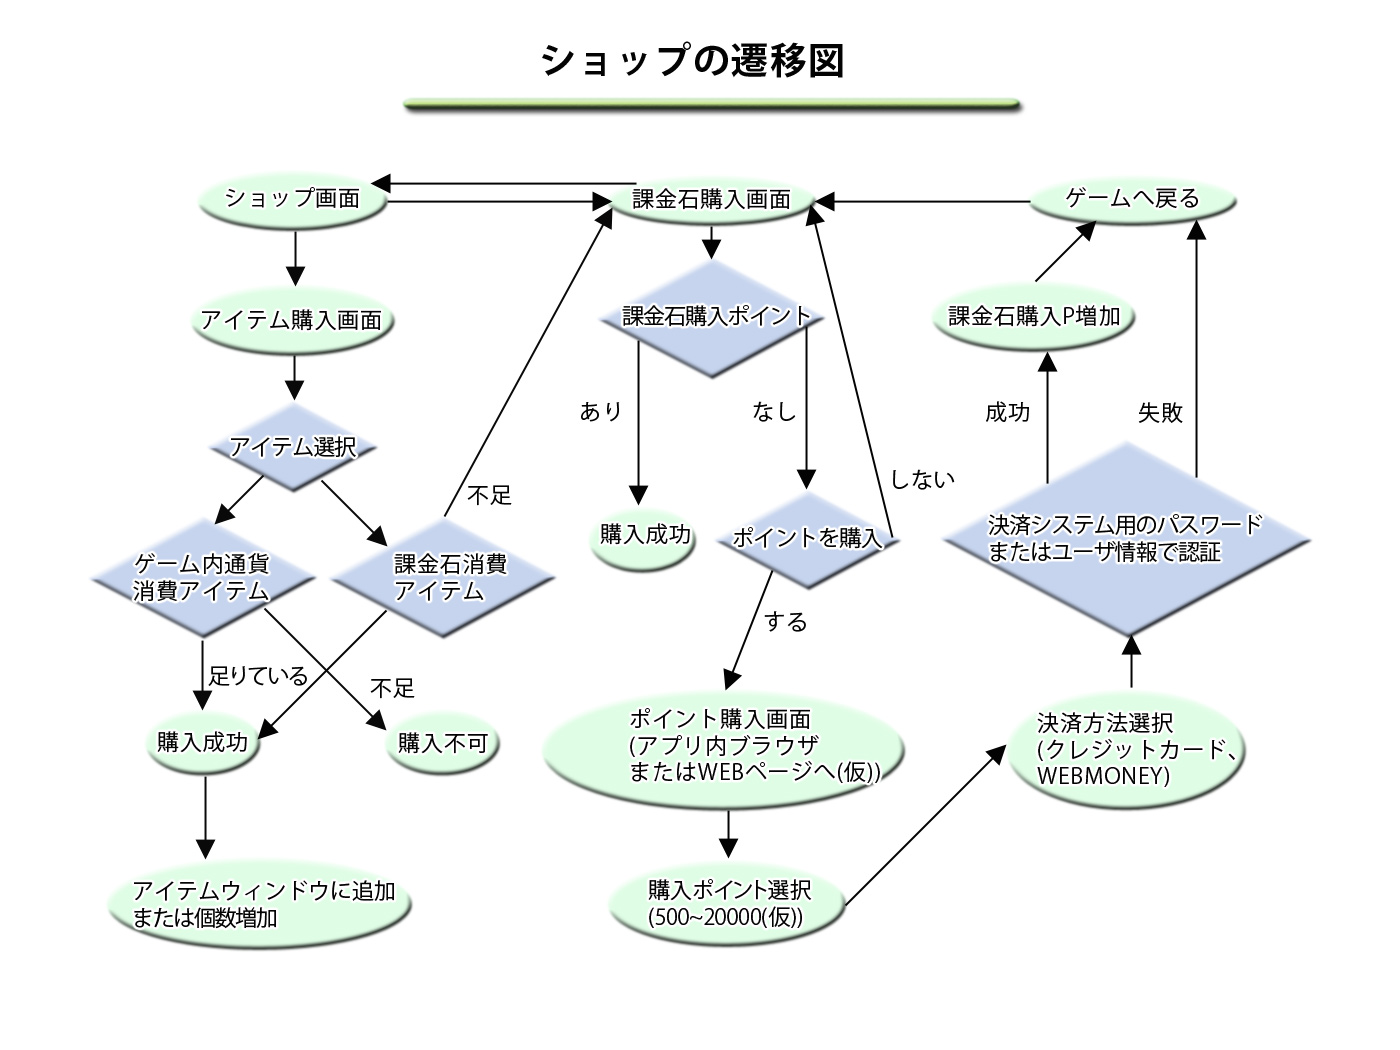 ショップの遷移図
ショップ画面
課金石購入画面
ゲームへ戻る
アイテム購入画面
課金石購入ポイント
課金石購入P増加
あり
なし
成功
失敗
アイテム選択
不足
しない
購入成功
ポイントを購入
決済システム用のパスワード
またはユーザ情報で認証
ゲーム内通貨
消費アイテム
課金石消費
アイテム
する
足りている
不足
購入成功
購入不可
ポイント購入画面
(アプリ内ブラウザ
またはWEBページへ(仮))
決済方法選択
(クレジットカード、
WEBMONEY)
アイテムウィンドウに追加
または個数増加
購入ポイント選択
(500~20000(仮))